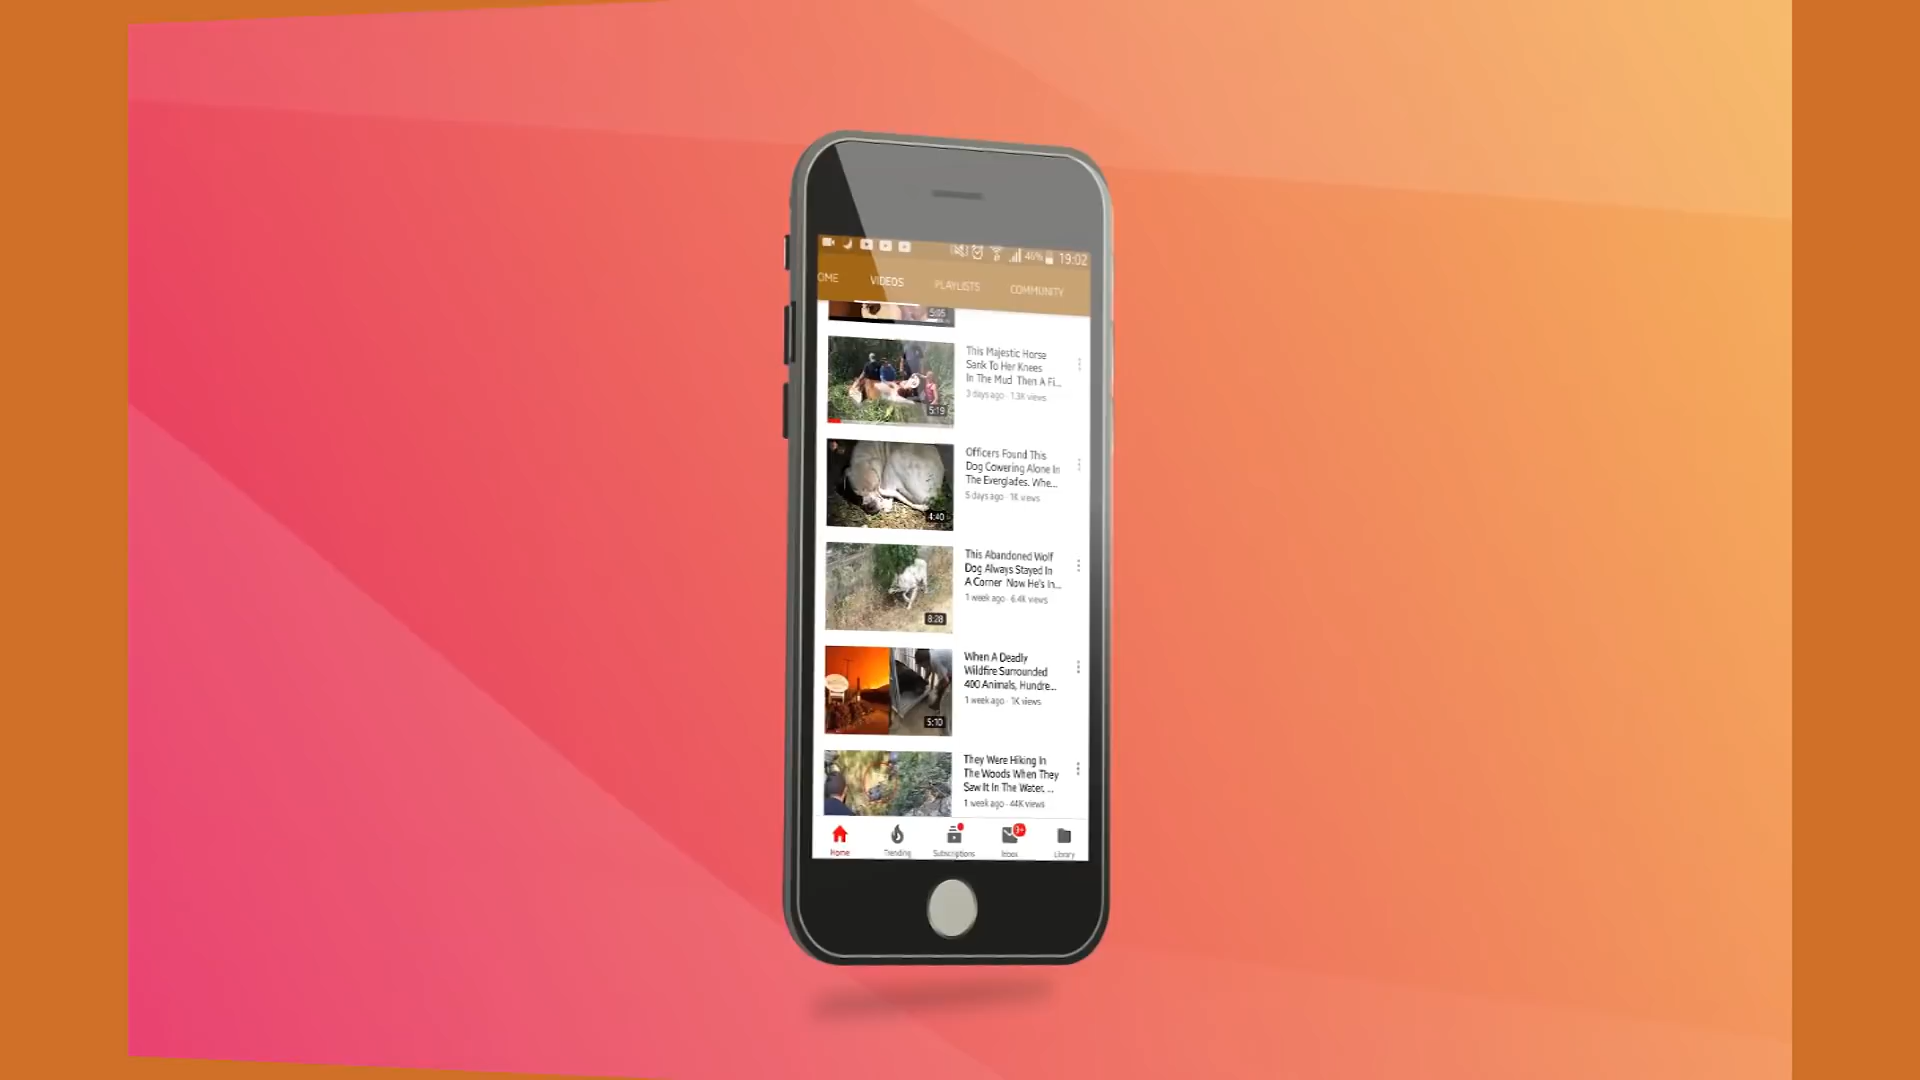 46% 19:02
OME VIDEOS PLAYLISTS COMMUNITY
5:05
This Majestic Horse
Sank To Her Knees
In The Mud Then A Fi...
3 days ago · 1.3K views
5:19
Officers Found This
Dog Cowering Alone In
The Everglades. Whe...
5 days ago · 1K views
4:40
This Abandoned Wolf
Dog Always Stayed In
A Corner Now He's In...
1 week ago · 6.4K views
8:28
When A Deadly
Wildfire Surrounded
400 Animals, Hundre...
1 week ago · 1K views
5:10
They Were Hiking In
The Woods When They
Saw It In The Water. ...
1 week ago · 44K views
9+
Home Trending Subscriptions Inbox Library